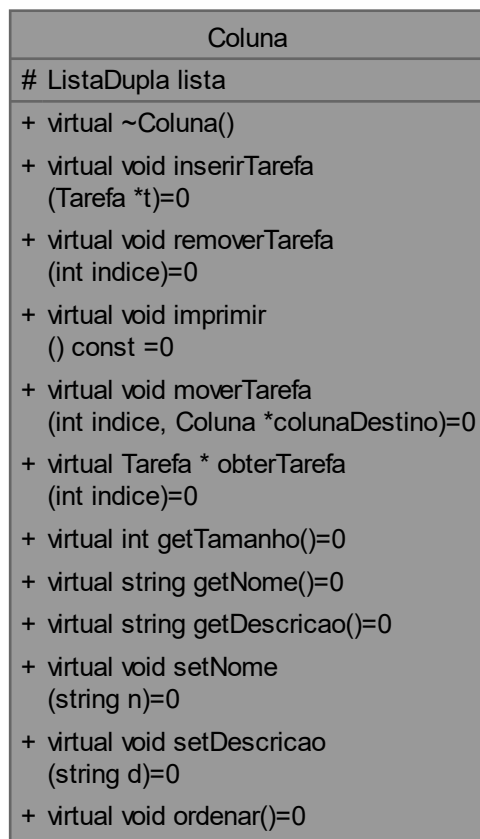 Coluna
# ListaDupla lista
+ virtual ~Coluna()
+ virtual void inserirTarefa
(Tarefa *t)=0
+ virtual void removerTarefa
(int indice)=0
+ virtual void imprimir
() const =0
+ virtual void moverTarefa
(int indice, Coluna *colunaDestino)=0
+ virtual Tarefa * obterTarefa
(int indice)=0
+ virtual int getTamanho()=0
+ virtual string getNome()=0
+ virtual string getDescricao()=0
+ virtual void setNome
(string n)=0
+ virtual void setDescricao
(string d)=0
+ virtual void ordenar()=0